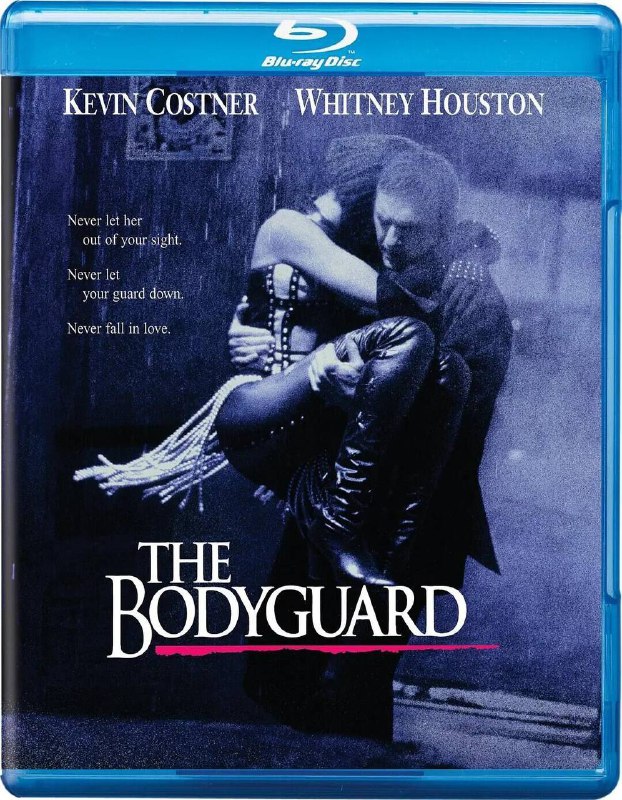 Blu-ray Disc™
KEVIN COSTNER WHITNEY HOUSTON
Never let her
out of your sight.
Never let
your guard down.
Never fall in love.
THE
BODYGUARD